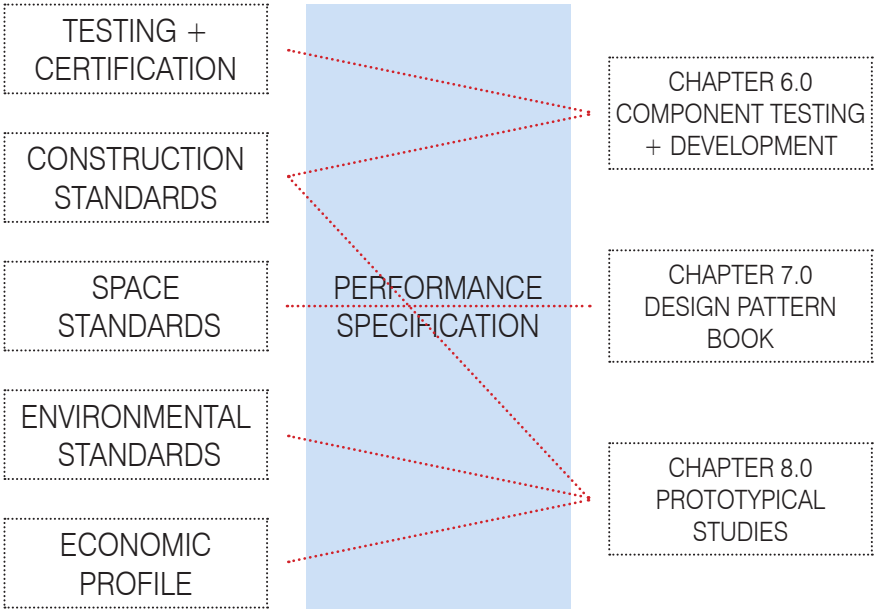 TESTING +
CERTIFICATION
CONSTRUCTION
STANDARDS
SPACE
STANDARDS
ENVIRONMENTAL
STANDARDS
ECONOMIC
PROFILE
PERFORMANCE
SPECIFICATION
CHAPTER 6.0
COMPONENT TESTING
+ DEVELOPMENT
CHAPTER 7.0
DESIGN PATTERN
BOOK
CHAPTER 8.0
PROTOTYPICAL
STUDIES